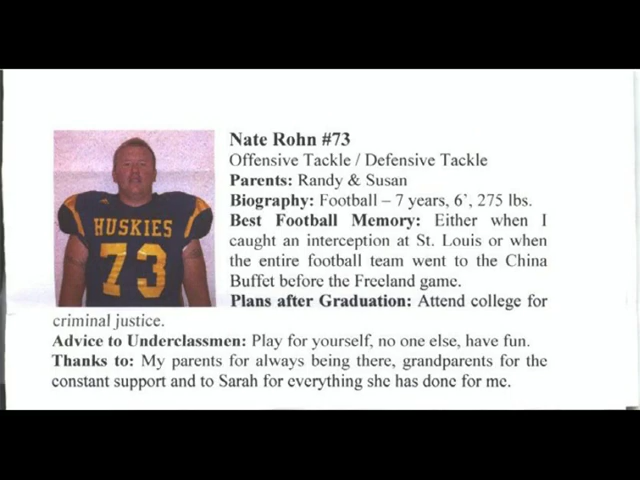 Nate Rohn #73
Offensive Tackle / Defensive Tackle
Parents: Randy & Susan
Biography: Football – 7 years, 6’, 275 lbs.
Best Football Memory: Either when I
caught an interception at St. Louis or when
the entire football team went to the China
Buffet before the Freeland game.
Plans after Graduation: Attend college for
criminal justice.
Advice to Underclassmen: Play for yourself, no one else, have fun.
Thanks to: My parents for always being there, grandparents for the
constant support and to Sarah for everything she has done for me.
HUSKIES
73